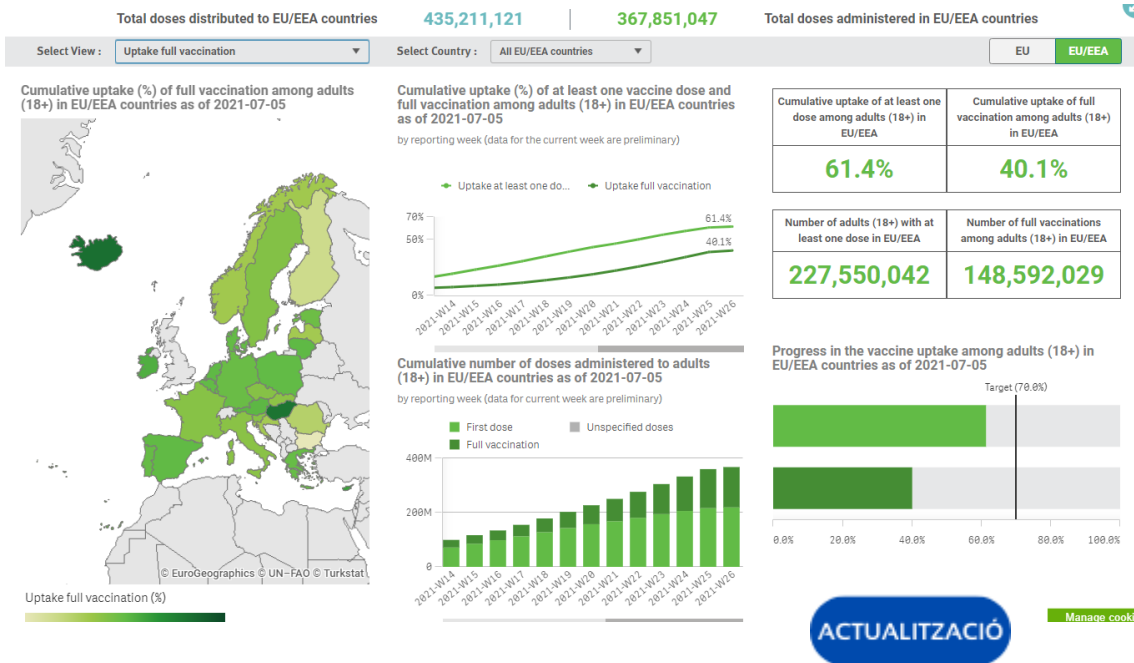 Total doses distributed to EU/EEA countries
435,211,121
367,851,047
Total doses administered in EU/EEA countries
Select View :
Uptake full vaccination
Select Country :
All EU/EEA countries
EU
EU/EEA
Cumulative uptake (%) of full vaccination among adults
(18+) in EU/EEA countries as of 2021-07-05
© EuroGeographics © UN-FAO © Turkstat
Uptake full vaccination (%)
Cumulative uptake (%) of at least one vaccine dose and
full vaccination among adults (18+) in EU/EEA countries
as of 2021-07-05
by reporting week (data for the current week are preliminary)
Uptake at least one do...
Uptake full vaccination
70%
50%
0%
61.4%
40.1%
2021-W14
2021-W15
2021-W16
2021-W17
2021-W18
2021-W19
2021-W20
2021-W21
2021-W22
2021-W23
2021-W24
2021-W25
2021-W26
Cumulative number of doses administered to adults
(18+) in EU/EEA countries as of 2021-07-05
by reporting week (data for current week are preliminary)
First dose
Unspecified doses
Full vaccination
400M
200M
0
2021-W14
2021-W15
2021-W16
2021-W17
2021-W18
2021-W19
2021-W20
2021-W21
2021-W22
2021-W23
2021-W24
2021-W25
2021-W26
Cumulative uptake of at least one
dose among adults (18+) in
EU/EEA
61.4%
Cumulative uptake of full
vaccination among adults (18+)
in EU/EEA
40.1%
Number of adults (18+) with at
least one dose in EU/EEA
227,550,042
Number of full vaccinations
among adults (18+) in EU/EEA
148,592,029
Progress in the vaccine uptake among adults (18+) in
EU/EEA countries as of 2021-07-05
Target (70.0%)
0.0%
20.0%
40.0%
60.0%
80.0%
100.0%
ACTUALITZACIÓ
Manage cooki